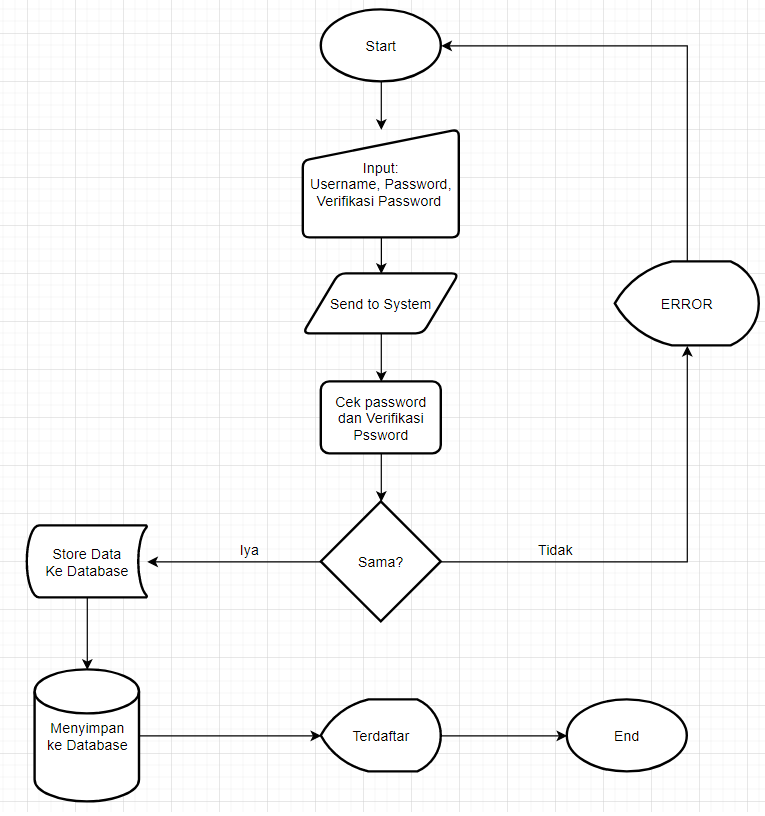 Start
Input:
Username, Password,
Verifikasi Password
Send to System
ERROR
Cek password
dan Verifikasi
Pssword
Sama?
Iya
Tidak
Store Data
Ke Database
Menyimpan
ke Database
Terdaftar
End